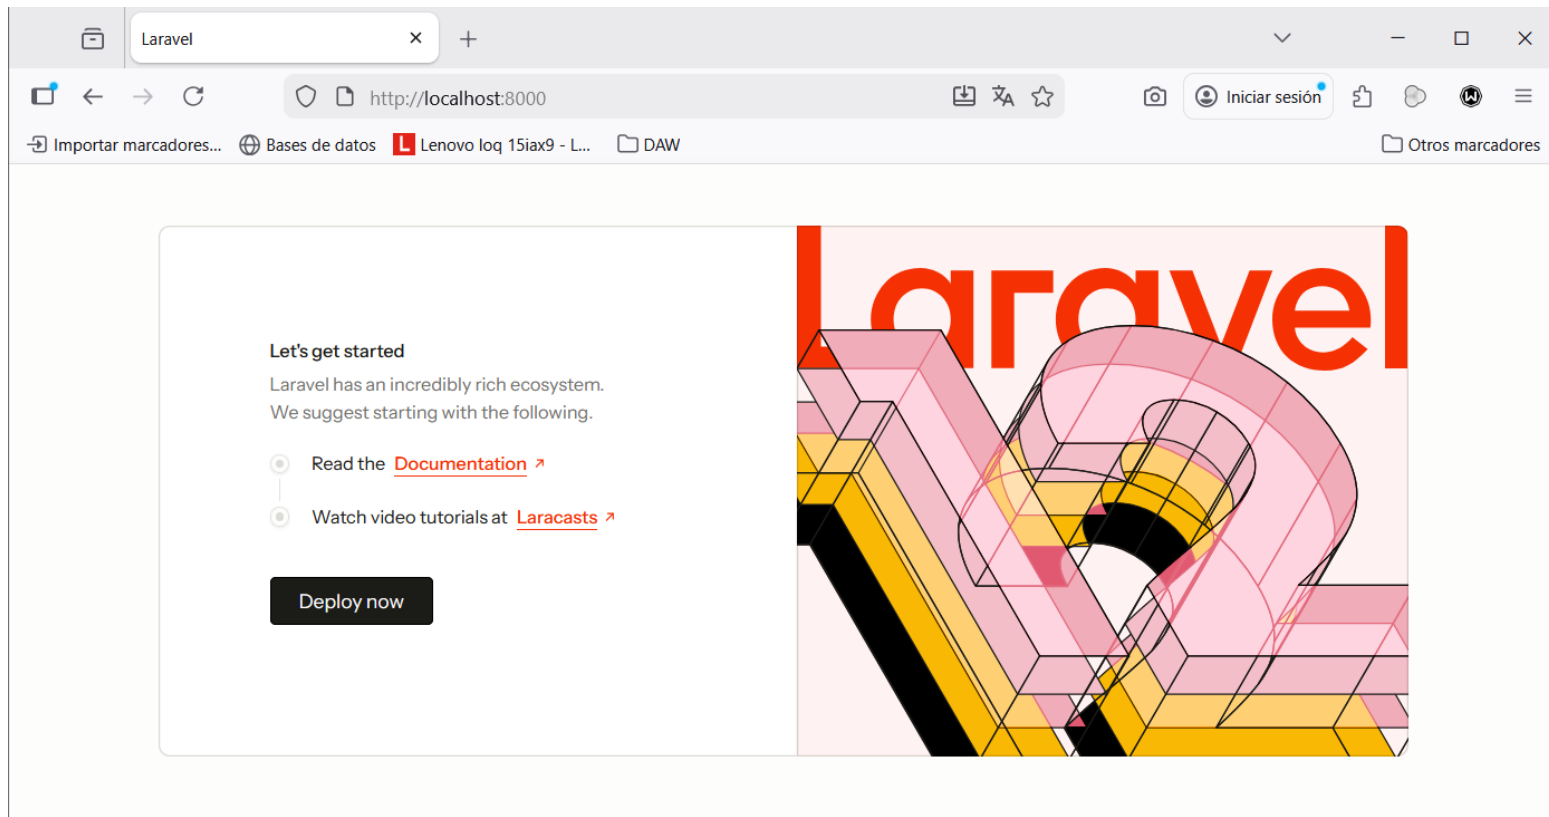 Laravel
http://localhost:8000
Iniciar sesión
Importar marcadores...
Bases de datos
L
Lenovo loq 15iax9 - L...
DAW
Otros marcadores
Laravel
Let's get started
Laravel has an incredibly rich ecosystem.
We suggest starting with the following.
Read the Documentation
Watch video tutorials at Laracasts
Deploy now